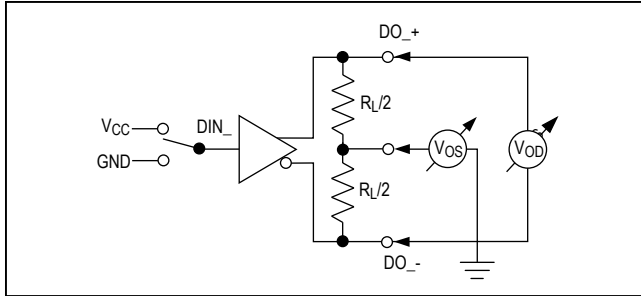 DO_+
RL/2
VCC
DIN_
GND
VOS
VOD
RL/2
DO_-